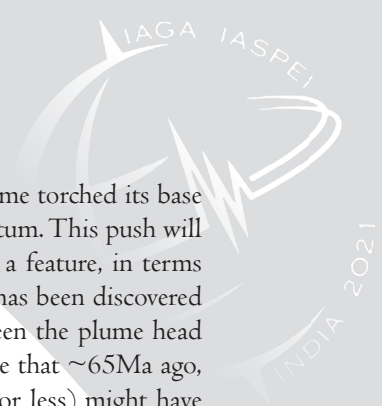 IAGA IASPEI
INDIA 2021
me torched its base
tum. This push will
a feature, in terms
has been discovered
een the plume head
e that ~65Ma ago,
or less) might have